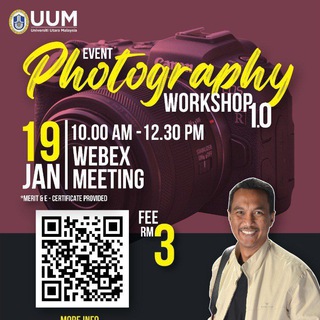 UUM
Universiti Utara Malaysia
EVENT
Photography
WORKSHOP
1.0
19
JAN
10.00 AM - 12.30 PM
WEBEX
MEETING
*MERIT & E - CERTIFICATE PROVIDED
FEE
RM 3
Canon
R
MORE INFO